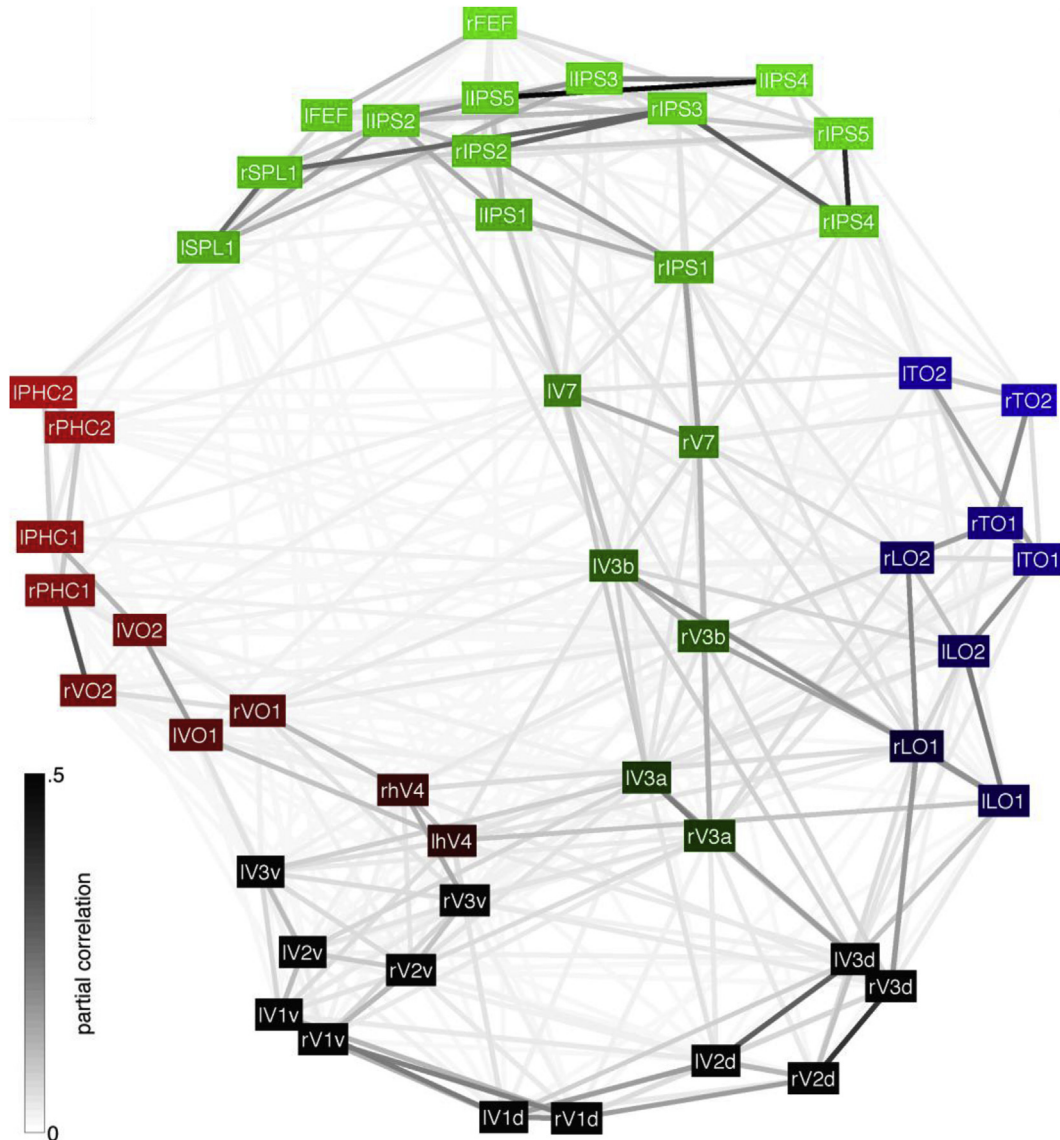 rFEF
lIPS3
lIPS4
lIPS5
rIPS3
lFEF
lIPS2
rIPS5
rIPS2
rSPL1
lIPS1
rIPS4
lSPL1
rIPS1
lTO2
lPHC2
lV7
rTO2
rPHC2
rV7
rTO1
lPHC1
rLO2
lTO1
lV3b
rPHC1
lVO2
rV3b
lLO2
rVO2
rVO1
lVO1
rLO1
.5
lV3a
rhV4
lLO1
rV3a
lhV4
lV3v
rV3v
partial correlation
lV2v
lV3d
rV2v
rV3d
lV1v
rV1v
lV2d
rV2d
lV1d
rV1d
0